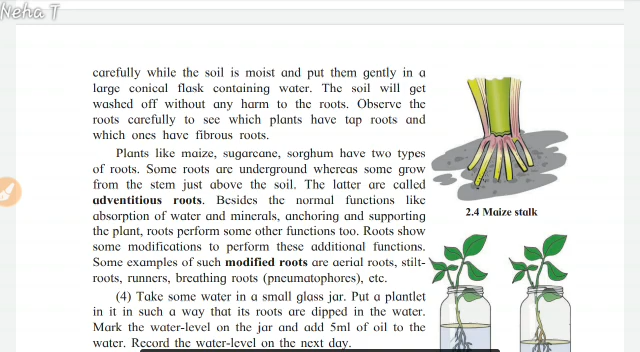 Neha T
carefully while the soil is moist and put them gently in a
large conical flask containing water. The soil will get
washed off without any harm to the roots. Observe the
roots carefully to see which plants have tap roots and
which ones have fibrous roots.
Plants like maize, sugarcane, sorghum have two types
of roots. Some roots are underground whereas some grow
from the stem just above the soil. The latter are called
adventitious roots. Besides the normal functions like
absorption of water and minerals, anchoring and supporting
the plant, roots perform some other functions too. Roots show
some modifications to perform these additional functions.
Some examples of such modified roots are aerial roots, stilt-
roots, runners, breathing roots (pneumatophores), etc.
(4) Take some water in a small glass jar. Put a plantlet
in it in such a way that its roots are dipped in the water.
Mark the water-level on the jar and add 5ml of oil to the
water. Record the water-level on the next day.
2.4 Maize stalk